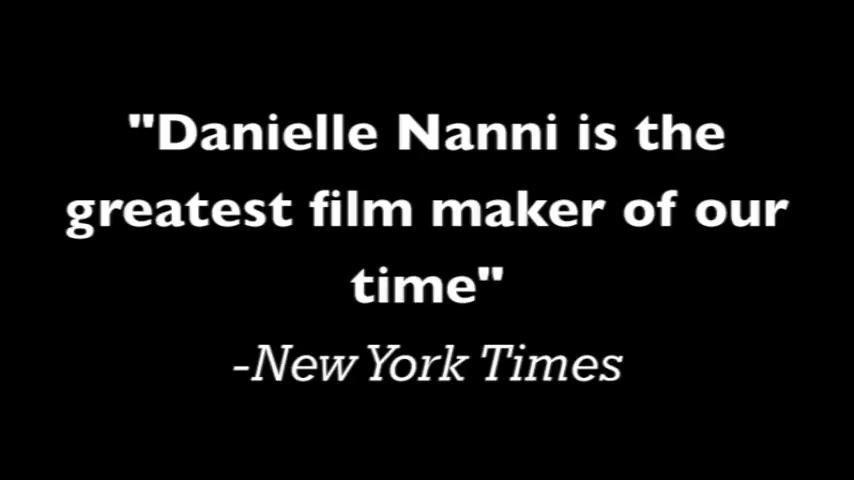 "Danielle Nanni is the
greatest film maker of our
time"
-New York Times